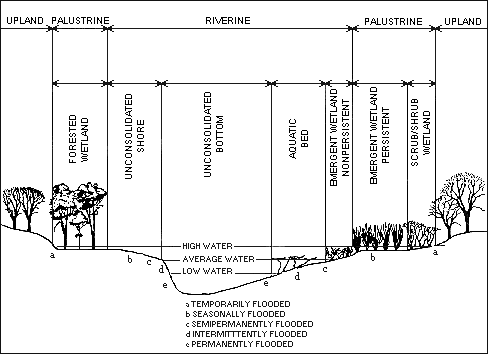 UPLAND PALUSTRINE RIVERINE PALUSTRINE UPLAND
FORESTED
WETLAND
UNCONSOLIDATED
SHORE
UNCONSOLIDATED
BOTTOM
AQUATIC
BED
EMERGENT WETLAND
NONPERSISTENT
EMERGENT WETLAND
PERSISTENT
SCRUB/SHRUB
WETLAND
HIGH WATER
AVERAGE WATER
LOW WATER
a b c d e e d c b a
a TEMPORARILY FLOODED
b SEASONALLY FLOODED
c SEMIPERMANENTLY FLOODED
d INTERMITTTENTLY FLOODED
e PERMANENTLY FLOODED